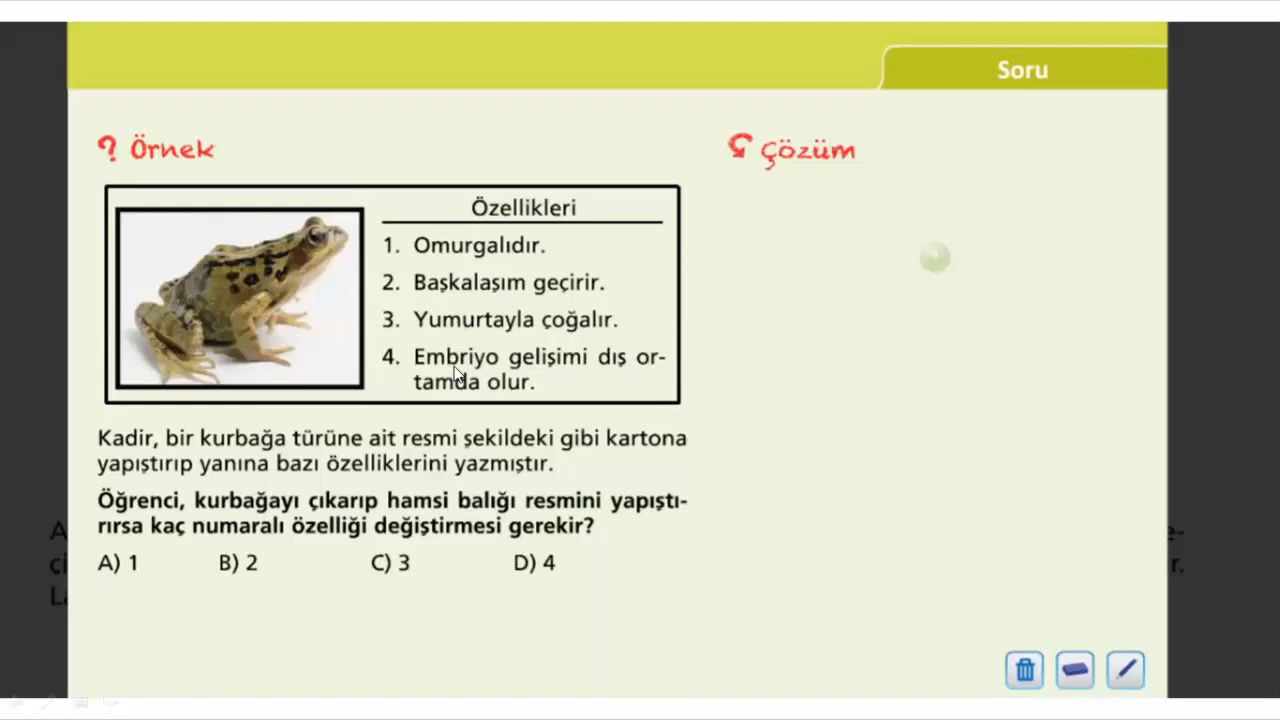 Soru
? Örnek
Çözüm
Özellikleri
1. Omurgalıdır.
2. Başkalaşım geçirir.
3. Yumurtayla çoğalır.
4. Embriyo gelişimi dış or-
tamda olur.
Kadir, bir kurbağa türüne ait resmi şekildeki gibi kartona
yapıştırıp yanına bazı özelliklerini yazmıştır.
Öğrenci, kurbağayı çıkarıp hamsi balığı resmini yapıştı-
rırsa kaç numaralı özelliği değiştirmesi gerekir?
A) 1 B) 2 C) 3 D) 4